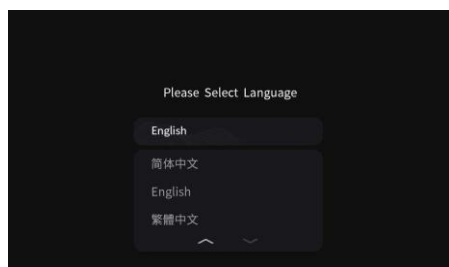 Please Select Language
English
简体中文
English
繁體中文